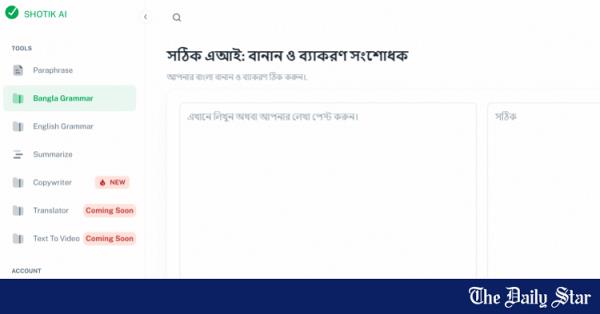 SHOTIK AI
TOOLS
Paraphrase
Bangla Grammar
English Grammar
Summarize
Copywriter NEW
Translator Coming Soon
Text To Video Coming Soon
ACCOUNT
সঠিক এআই: বানান ও ব্যাকরণ সংশোধক
আপনার বাংলা বানান ও ব্যাকরণ ঠিক করুন।
এখানে লিখুন অথবা আপনার লেখা পেস্ট করুন।
সঠিক
The Daily Star